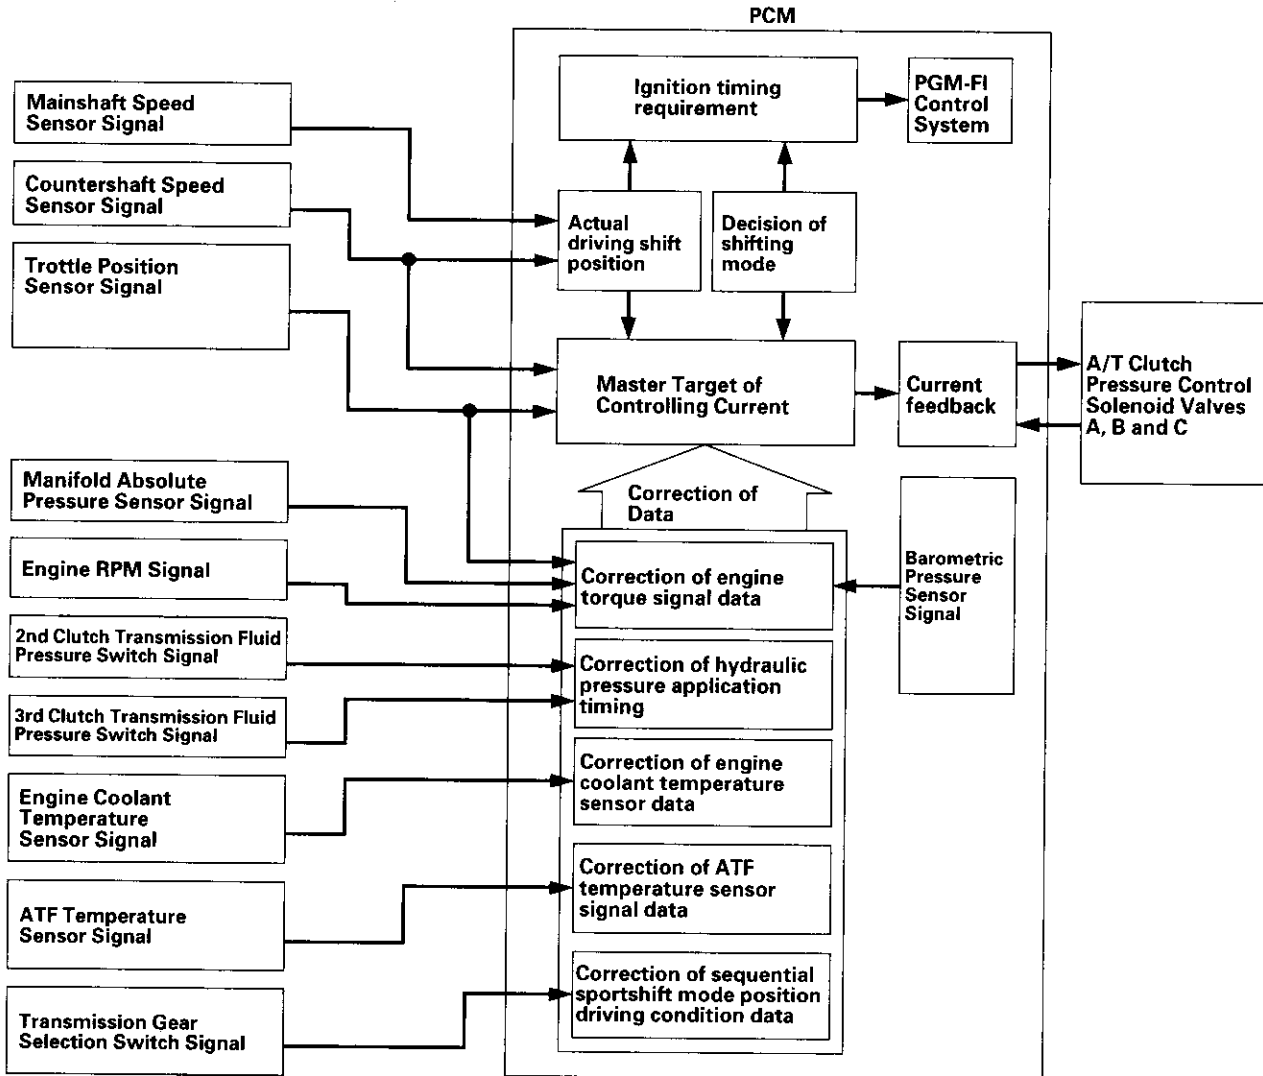 PCM
Ignition timing
requirement
PGM-FI
Control
System
Mainshaft Speed
Sensor Signal
Countershaft Speed
Sensor Signal
Trottle Position
Sensor Signal
Actual
driving shift
position
Decision of
shifting
mode
Master Target of
Controlling Current
Current
feedback
A/T Clutch
Pressure Control
Solenoid Valves
A, B and C
Correction of
Data
Manifold Absolute
Pressure Sensor Signal
Engine RPM Signal
2nd Clutch Transmission Fluid
Pressure Switch Signal
3rd Clutch Transmission Fluid
Pressure Switch Signal
Engine Coolant
Temperature
Sensor Signal
ATF Temperature
Sensor Signal
Transmission Gear
Selection Switch Signal
Correction of engine
torque signal data
Barometric
Pressure
Sensor
Signal
Correction of hydraulic
pressure application
timing
Correction of engine
coolant temperature
sensor data
Correction of ATF
temperature sensor
signal data
Correction of sequential
sportshift mode position
driving condition data